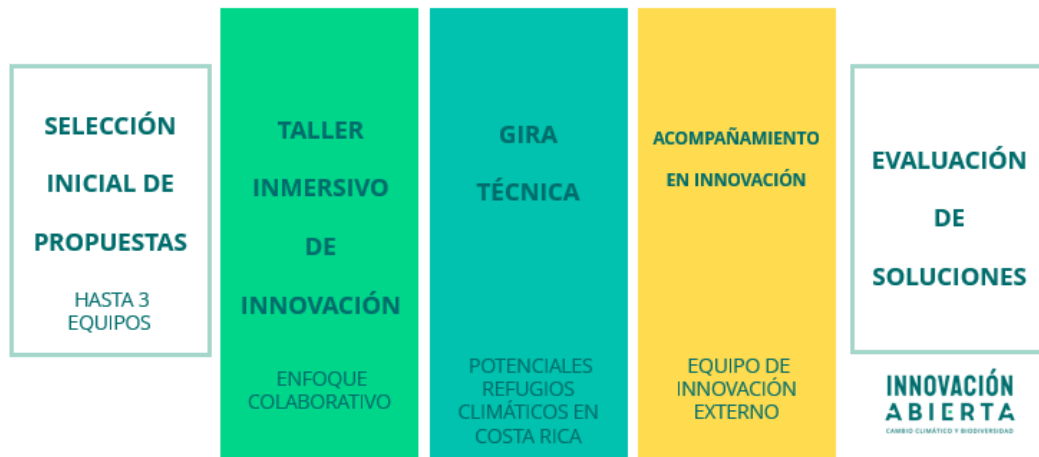 SELECCIÓN
INICIAL DE
PROPUESTAS
HASTA 3
EQUIPOS
TALLER
INMERSIVO
DE
INNOVACIÓN
ENFOQUE
COLABORATIVO
GIRA
TÉCNICA
POTENCIALES
REFUGIOS
CLIMÁTICOS EN
COSTA RICA
ACOMPAÑAMIENTO
EN INNOVACIÓN
EQUIPO DE
INNOVACIÓN
EXTERNO
EVALUACIÓN
DE
SOLUCIONES
INNOVACIÓN
ABIERTA
CAMBIO CLIMÁTICO Y BIODIVERSIDAD